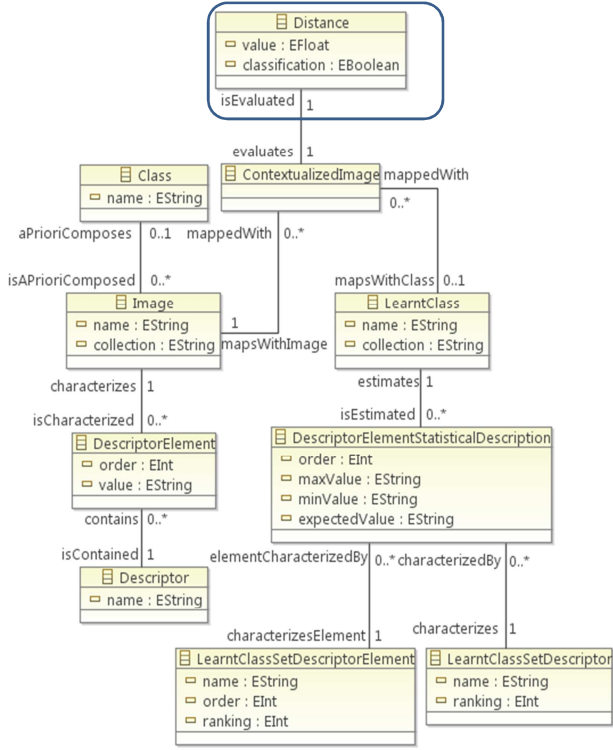 Distance
value : EFloat
classification : EBoolean
isEvaluated 1
evaluates 1
Class
name : EString
ContextualizedImage
mappedWith
0..*
aPrioriComposes 0..1
mappedWith 0..*
isAPrioriComposed 0..*
mapsWithClass 0..1
Image
name : EString
collection : EString
1
mapsWithImage
LearntClass
name : EString
collection : EString
characterizes 1
estimates 1
isCharacterized 0..*
isEstimated 0..*
DescriptorElement
order : EInt
value : EString
DescriptorElementStatisticalDescription
order : EInt
maxValue : EString
minValue : EString
expectedValue : EString
contains 0..*
isContained 1
elementCharacterizedBy 0..*
characterizedBy 0..*
Descriptor
name : EString
characterizesElement 1
characterizes 1
LearntClassSetDescriptorElement
name : EString
order : EInt
ranking : EInt
LearntClassSetDescriptor
name : EString
ranking : EInt